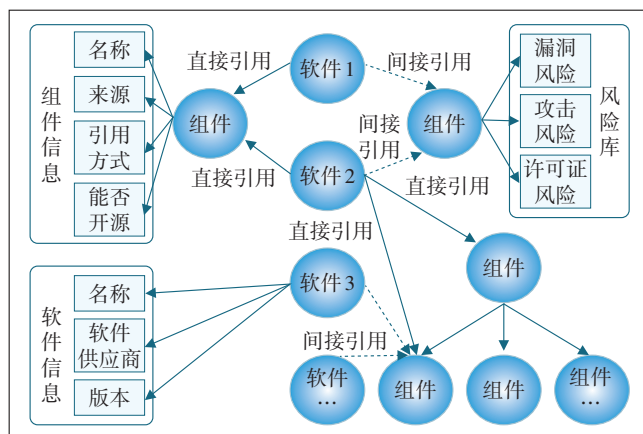 组件信息
名称
来源
引用
方式
能否
开源
直接引用
软件1
间接引用
组件
组件
漏洞
风险
攻击
风险
许可证
风险
风险库
间接
引用
直接引用
软件2
直接引用
直接引用
组件
软件信息
名称
软件
供应商
版本
软件3
间接引用
软件
…
组件
组件
组件
…